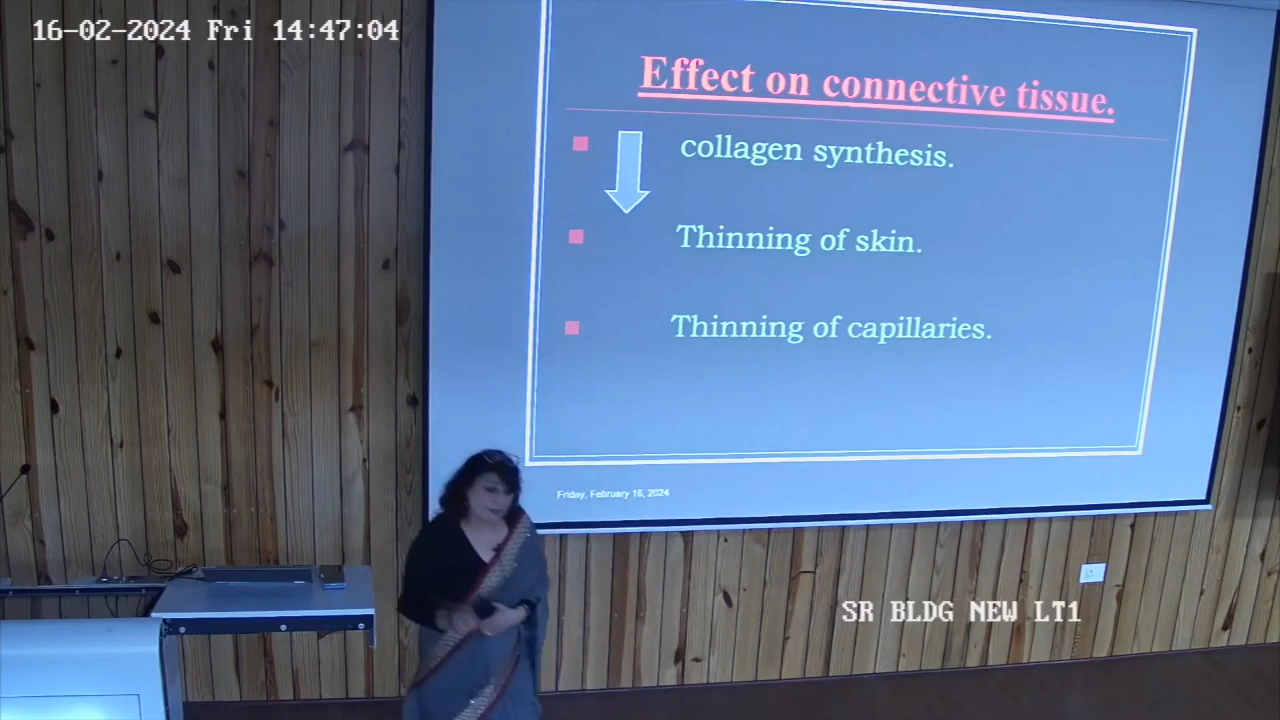 16-02-2024 Fri 14:47:04
Effect on connective tissue.
collagen synthesis.
Thinning of skin.
Thinning of capillaries.
Friday, February 16, 2024
SR BLDG NEW LT1